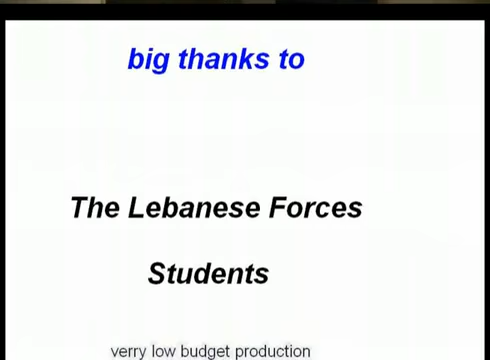 big thanks to
The Lebanese Forces
Students
verry low budget production